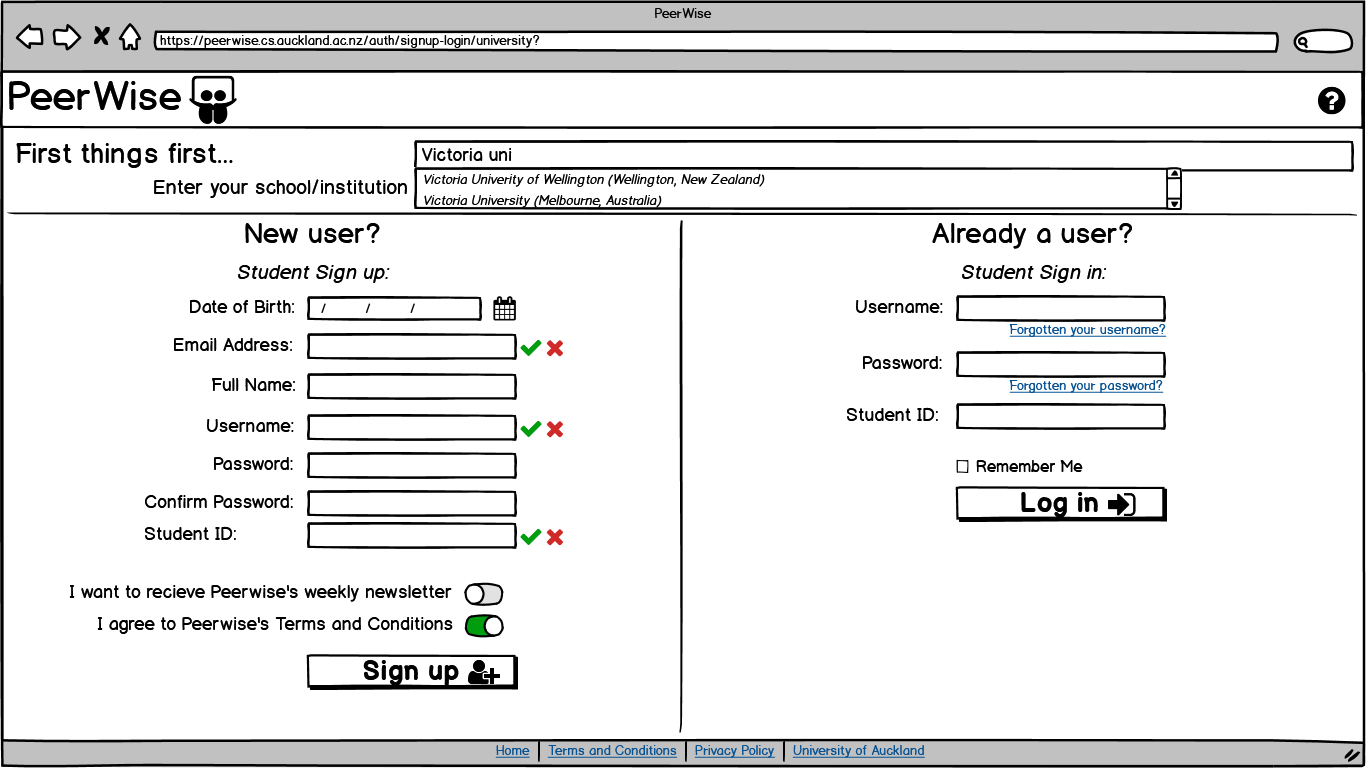 PeerWise
https://peerwise.cs.auckland.ac.nz/auth/signup-login/university?
PeerWise
?
First things first...
Victoria uni
Enter your school/institution
Victoria Univerity of Wellington (Wellington, New Zealand)
Victoria University (Melbourne, Australia)
New user?
Student Sign up:
Date of Birth: / / /
Email Address:
Full Name:
Username:
Password:
Confirm Password:
Student ID:
I want to recieve Peerwise's weekly newsletter
I agree to Peerwise's Terms and Conditions
Sign up
Already a user?
Student Sign in:
Username:
Forgotten your username?
Password:
Forgotten your password?
Student ID:
Remember Me
Log in
Home Terms and Conditions Privacy Policy University of Auckland